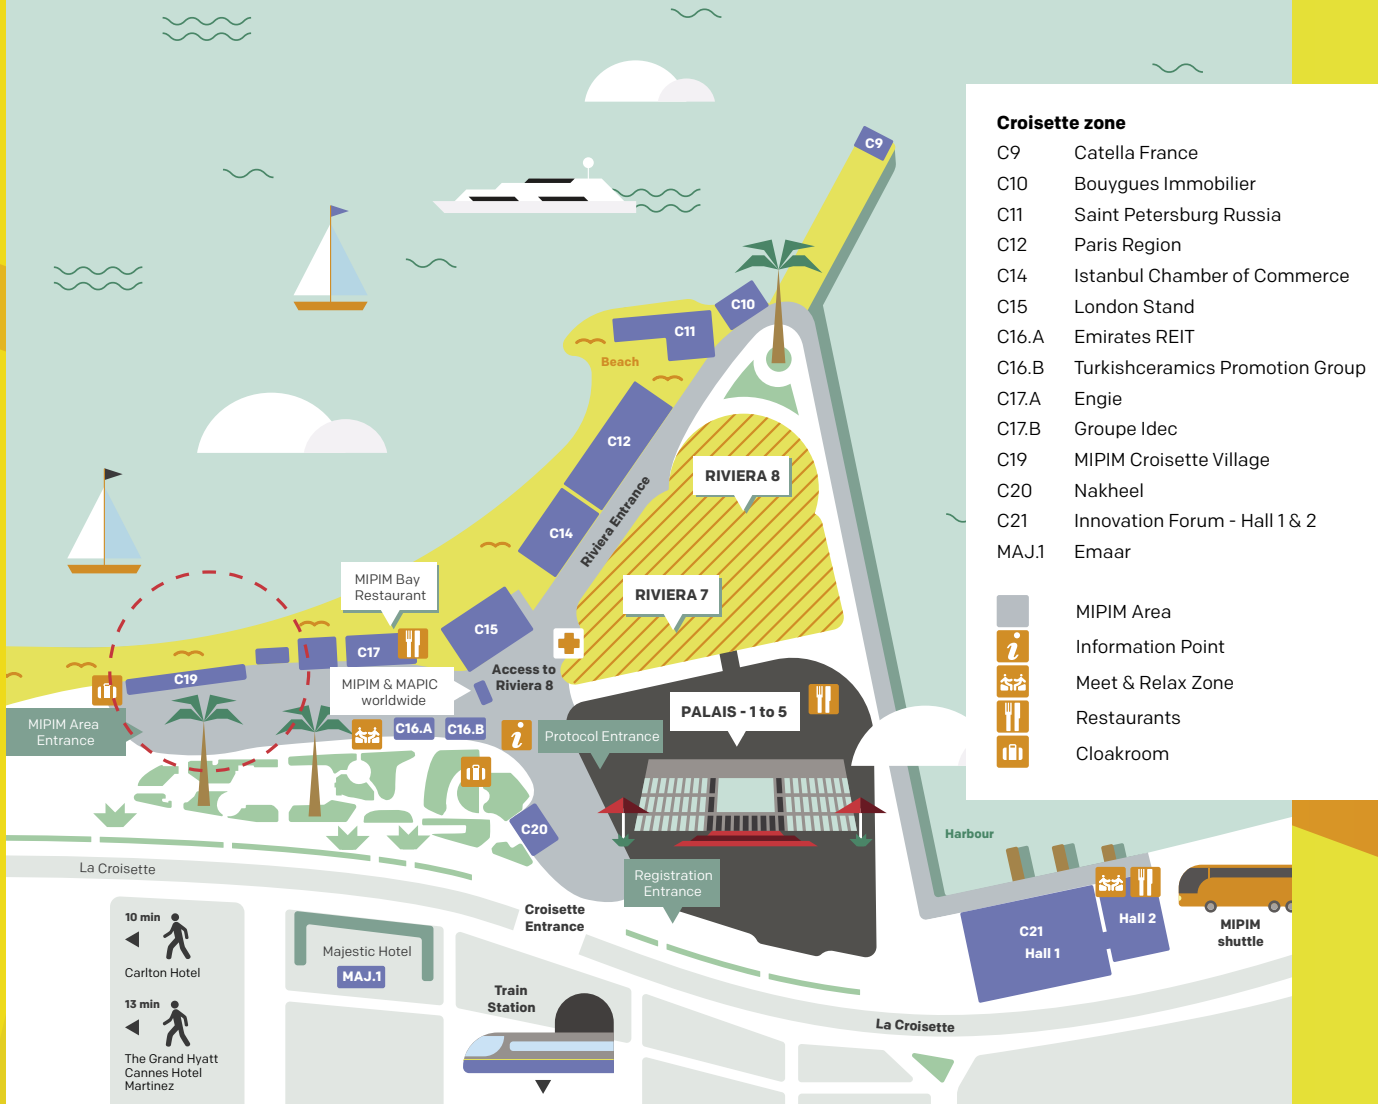 Croisette zone
C9 Catella France
C10 Bouygues Immobilier
C11 Saint Petersburg Russia
C12 Paris Region
C14 Istanbul Chamber of Commerce
C15 London Stand
C16.A Emirates REIT
C16.B Turkishceramics Promotion Group
C17.A Engie
C17.B Groupe Idec
C19 MIPIM Croisette Village
C20 Nakheel
C21 Innovation Forum - Hall 1 & 2
MAJ.1 Emaar
MIPIM Area
i Information Point
Meet & Relax Zone
Restaurants
Cloakroom
C9
C10
C11
Beach
C12
RIVIERA 8
Riviera Entrance
C14
MIPIM Bay
Restaurant
RIVIERA 7
C15
C17
Access to
Riviera 8
C19
MIPIM & MAPIC
worldwide
PALAIS - 1 to 5
MIPIM Area
Entrance
C16.A
C16.B
i
Protocol Entrance
C20
Harbour
La Croisette
Registration
Entrance
Croisette
Entrance
C21
Hall 1
Hall 2
MIPIM
shuttle
10 min
Carlton Hotel
Majestic Hotel
MAJ.1
13 min
The Grand Hyatt
Cannes Hotel
Martinez
Train
Station
La Croisette